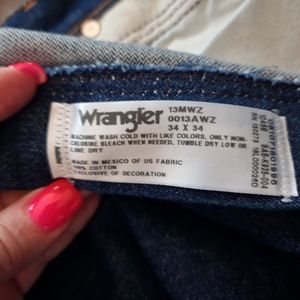 Wrangler
13MWZ
0013AWZ
34 X 34
MACHINE WASH COLD WITH LIKE COLORS, ONLY NON-
CHLORINE BLEACH WHEN NEEDED, TUMBLE DRY LOW OR
LINE DRY
MADE IN MEXICO OF US FABRIC
100% COTTON
EXCLUSIVE OF DECORATION